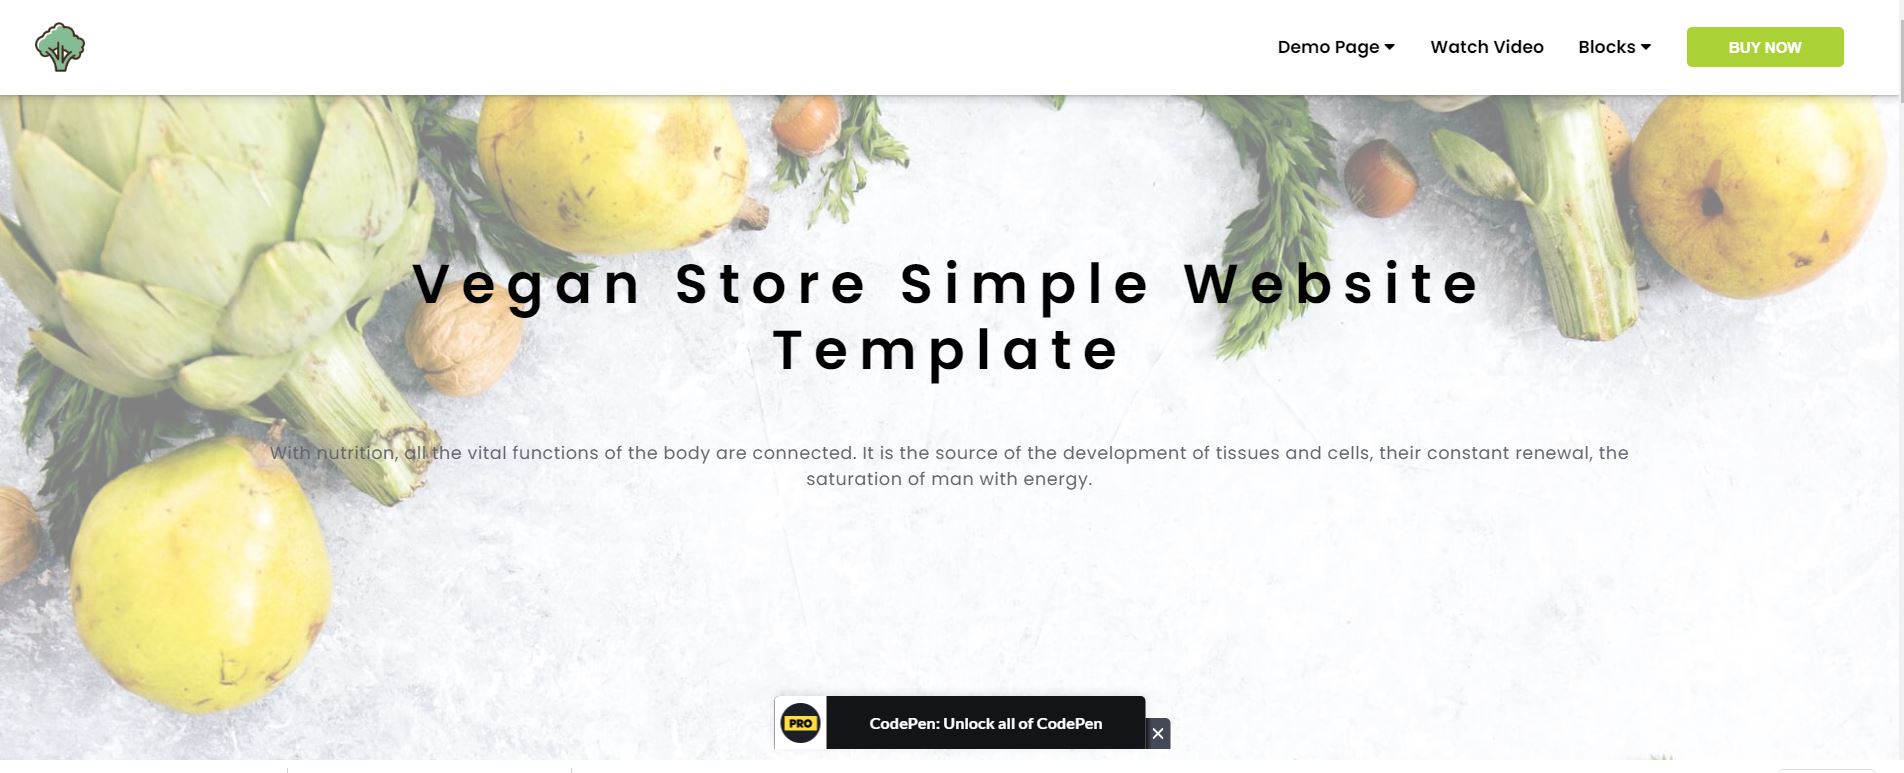 Demo Page
Watch Video
Blocks
BUY NOW
Vegan Store Simple Website
Template
With nutrition, all the vital functions of the body are connected. It is the source of the development of tissues and cells, their constant renewal, the
saturation of man with energy.
PRO
CodePen: Unlock all of CodePen